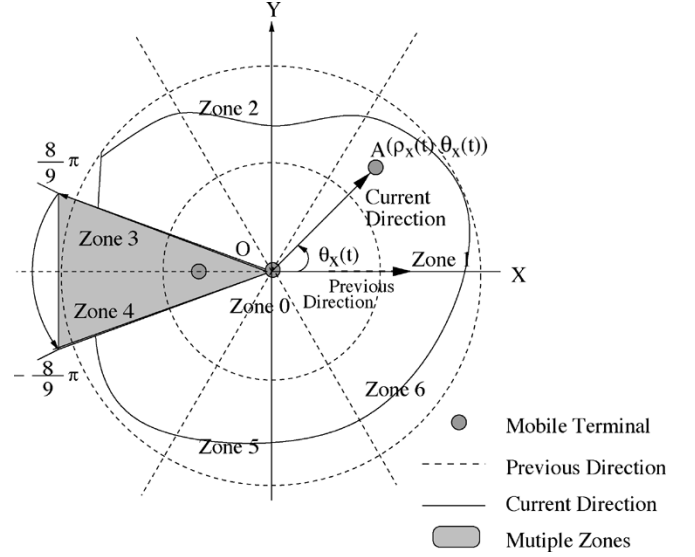 Y
Zone 2
A(ρX(t) θX(t))
8/9 π
Current
Direction
Zone 3
O
θX(t)
Zone 1
X
Previous
Direction
Zone 4
Zone 0
- 8/9 π
Zone 6
Zone 5
Mobile Terminal
Previous Direction
Current Direction
Mutiple Zones